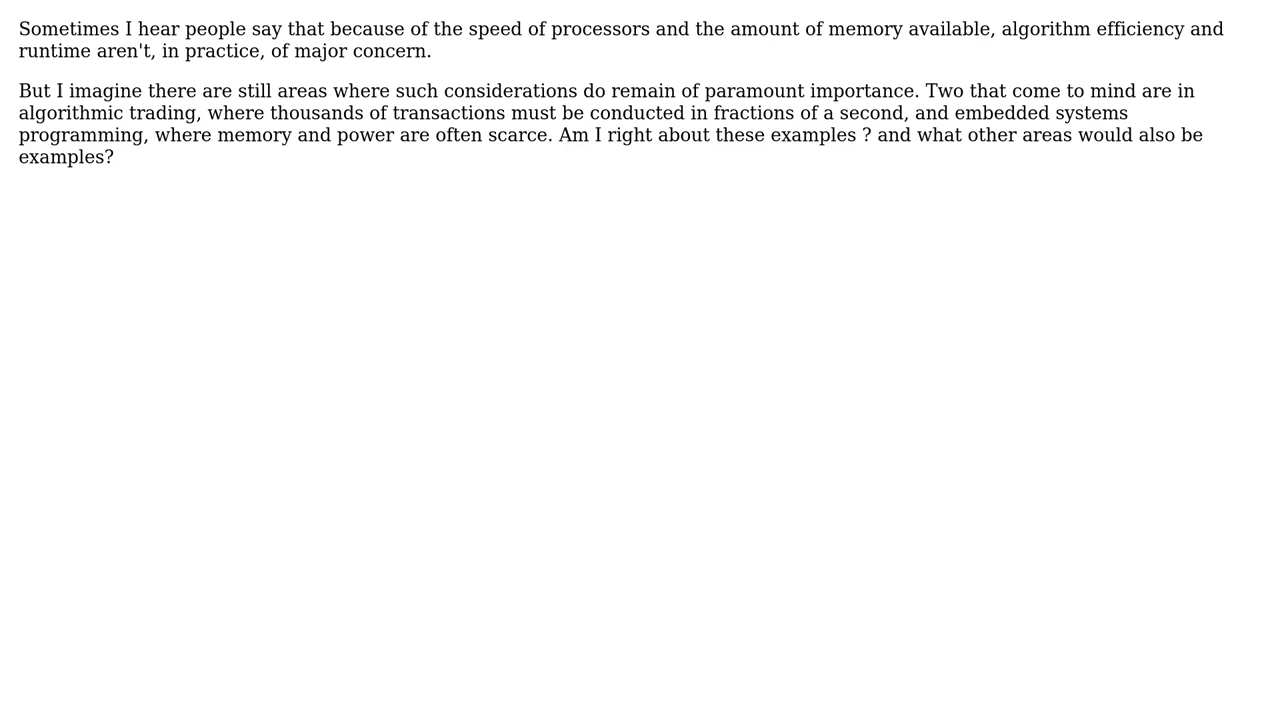 Sometimes I hear people say that because of the speed of processors and the amount of memory available, algorithm efficiency and
runtime aren't, in practice, of major concern.
But I imagine there are still areas where such considerations do remain of paramount importance. Two that come to mind are in
algorithmic trading, where thousands of transactions must be conducted in fractions of a second, and embedded systems
programming, where memory and power are often scarce. Am I right about these examples ? and what other areas would also be
examples?